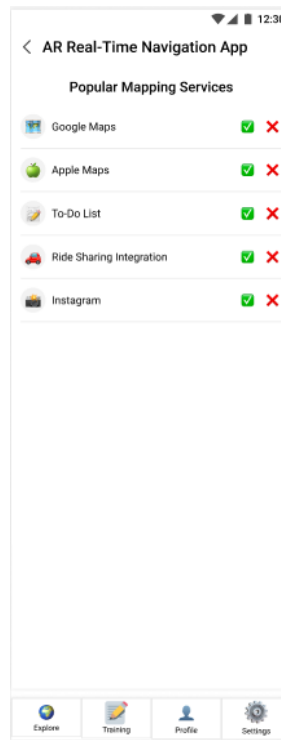 12:30
AR Real-Time Navigation App
Popular Mapping Services
Google Maps
Apple Maps
To-Do List
Ride Sharing Integration
Instagram
Explore Training Profile Settings